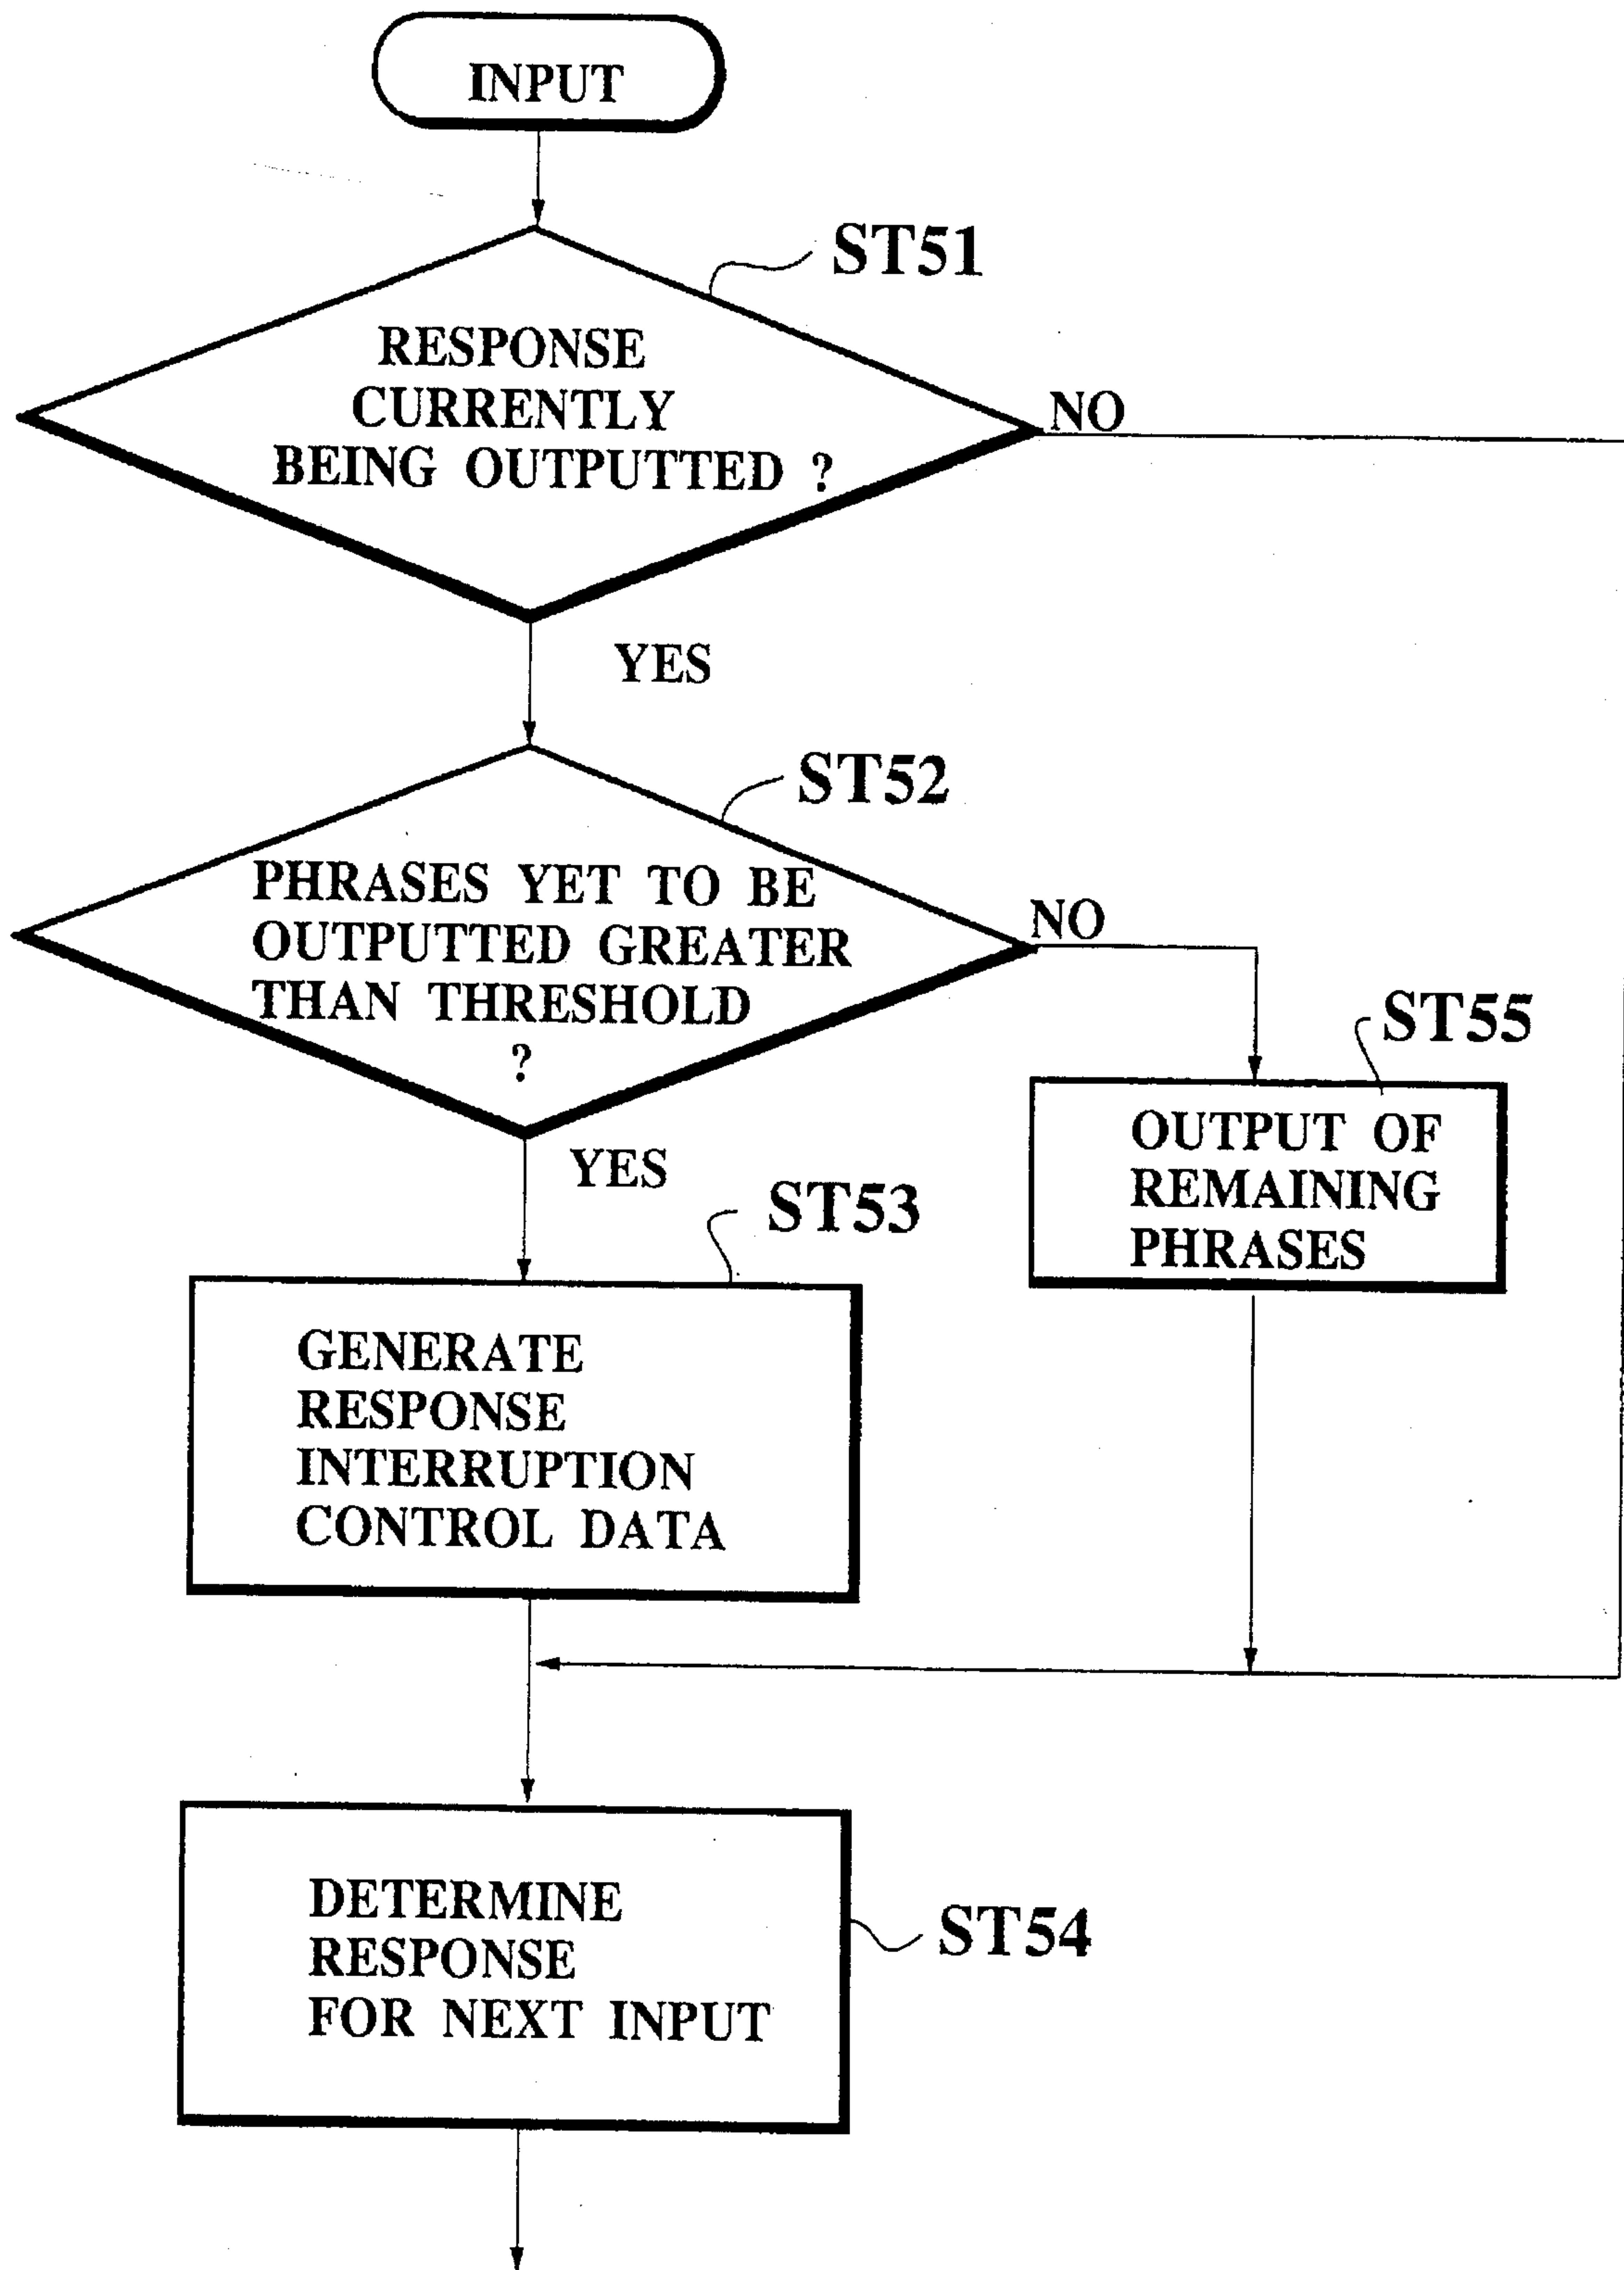 INPUT
ST51
RESPONSE
CURRENTLY
BEING OUTPUTTED ?
NO
YES
ST52
PHRASES YET TO BE
OUTPUTTED GREATER
THAN THRESHOLD
?
NO
YES
ST55
OUTPUT OF
REMAINING
PHRASES
ST53
GENERATE
RESPONSE
INTERRUPTION
CONTROL DATA
DETERMINE
RESPONSE
FOR NEXT INPUT
ST54